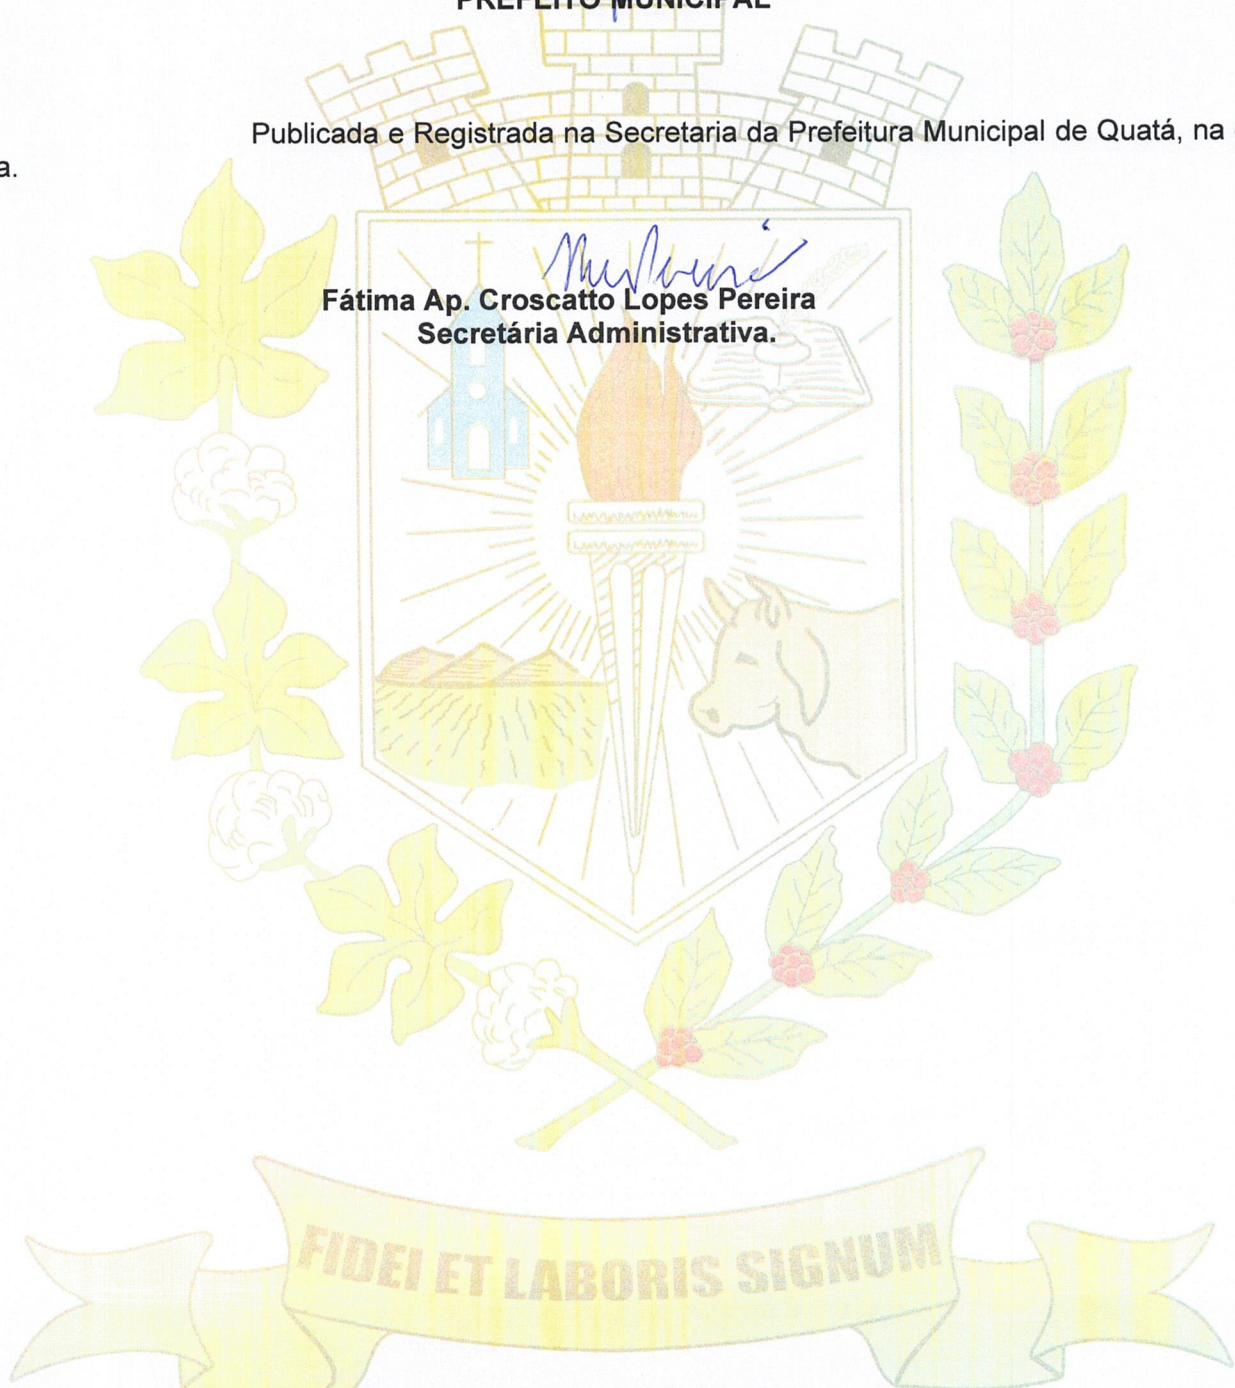 PREFEITO MUNICIPAL
Publicada e Registrada na Secretaria da Prefeitura Municipal de Quatá, na
a.
Fátima Ap. Croscatto Lopes Pereira
Secretária Administrativa.
FIDEI ET LABORIS SIGNUM